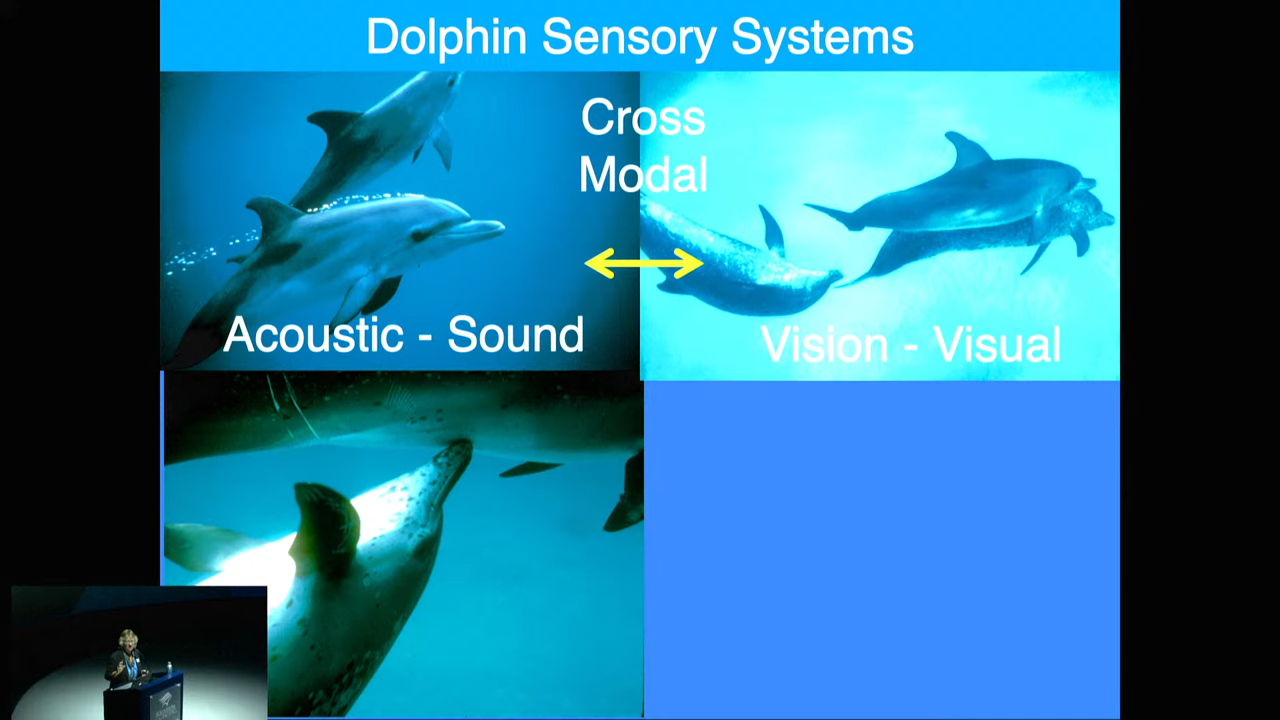 Dolphin Sensory Systems
Cross
Modal
Acoustic - Sound
Vision - Visual